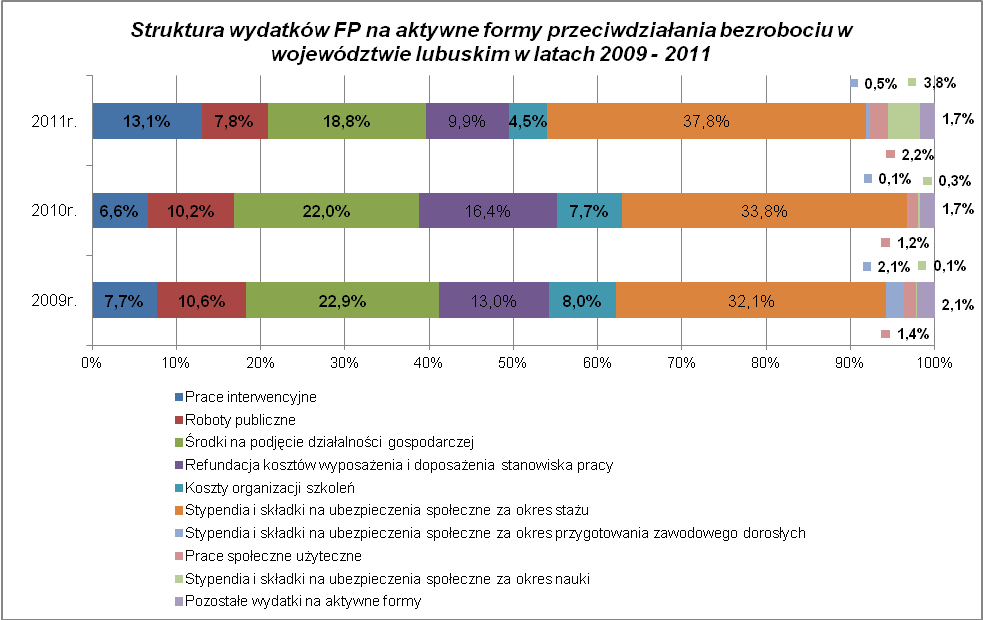 Struktura wydatków FP na aktywne formy przeciwdziałania bezrobociu w
województwie lubuskim w latach 2009 - 2011
0,5% 3,8%
2011r. 13,1% 7,8% 18,8% 9,9% 4,5% 37,8% 1,7%
2,2%
0,1% 0,3%
2010r. 6,6% 10,2% 22,0% 16,4% 7,7% 33,8% 1,7%
1,2%
2,1% 0,1%
2009r. 7,7% 10,6% 22,9% 13,0% 8,0% 32,1% 2,1%
1,4%
0% 10% 20% 30% 40% 50% 60% 70% 80% 90% 100%
Prace interwencyjne
Roboty publiczne
Środki na podjęcie działalności gospodarczej
Refundacja kosztów wyposażenia i doposażenia stanowiska pracy
Koszty organizacji szkoleń
Stypendia i składki na ubezpieczenia społeczne za okres stażu
Stypendia i składki na ubezpieczenia społeczne za okres przygotowania zawodowego dorosłych
Prace społeczne użyteczne
Stypendia i składki na ubezpieczenia społeczne za okres nauki
Pozostałe wydatki na aktywne formy